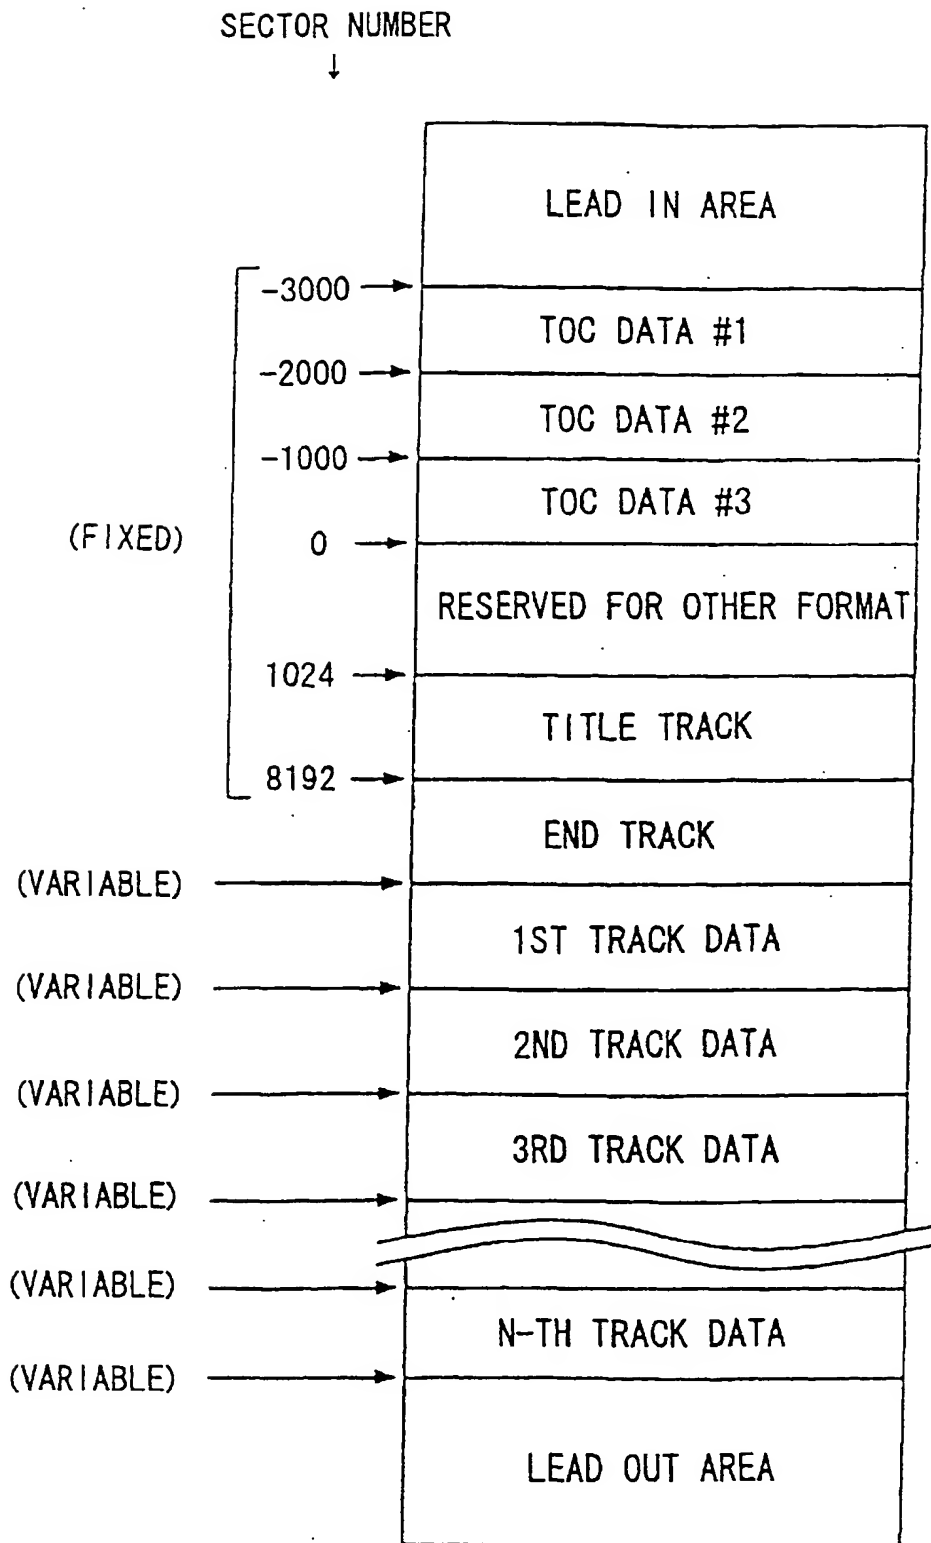 SECTOR NUMBER
↓
LEAD IN AREA
-3000
TOC DATA #1
-2000
TOC DATA #2
-1000
TOC DATA #3
(FIXED)
0
RESERVED FOR OTHER FORMAT
1024
TITLE TRACK
8192
END TRACK
(VARIABLE)
1ST TRACK DATA
(VARIABLE)
2ND TRACK DATA
(VARIABLE)
3RD TRACK DATA
(VARIABLE)
(VARIABLE)
N-TH TRACK DATA
(VARIABLE)
LEAD OUT AREA